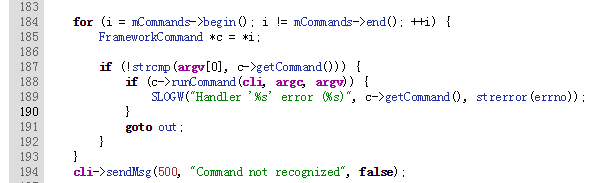 183
184 for (i = mCommands->begin(); i != mCommands->end(); ++i) {
185 FrameworkCommand *c = *i;
186
187 if (!strcmp(argv[0], c->getCommand())) {
188 if (c->runCommand(cli, argc, argv)) {
189 SLOGW("Handler '%s' error (%s)", c->getCommand(), strerror(errno));
190 }
191 goto out;
192 }
193 }
194 cli->sendMsg(500, "Command not recognized", false);